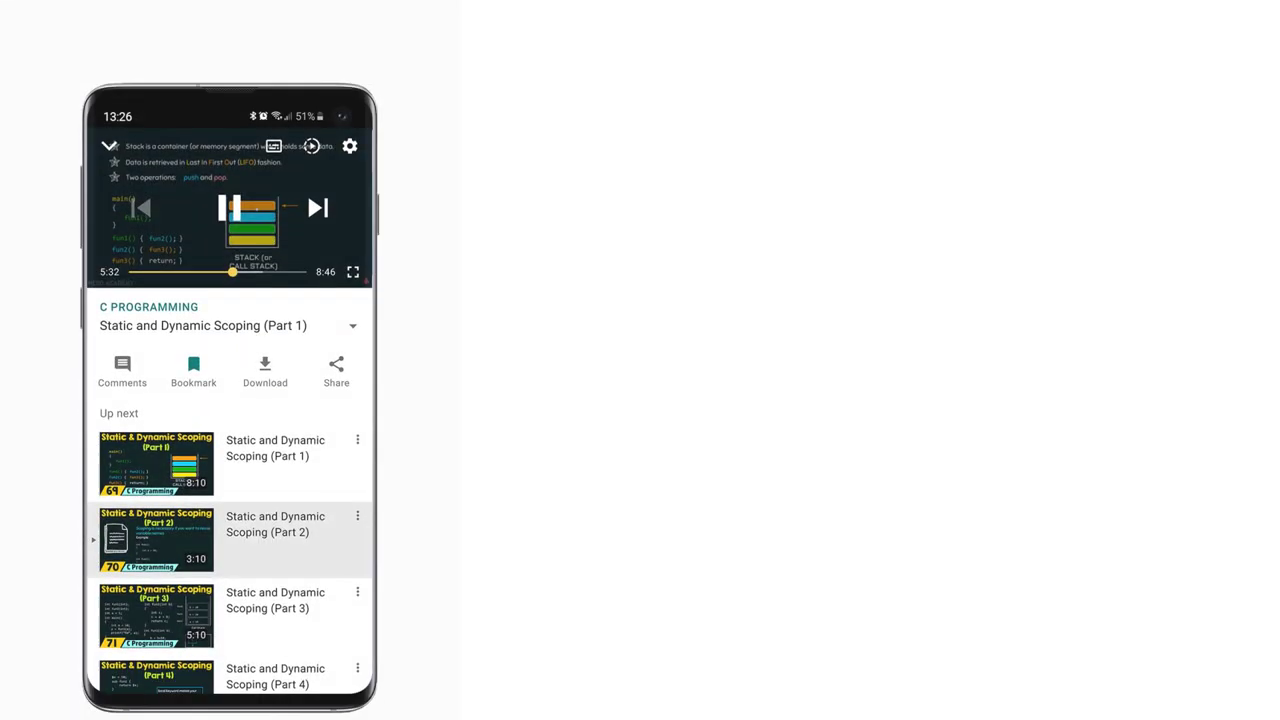 13:26
51%
Stack is a container (or memory segment) w holds s data.
Data is retrieved in Last In First Out (LIFO) fashion.
Two operations: push and pop.
main()
{
}
fun1() { fun2(); }
fun2() { fun3(); }
fun3() { return; }
STACK (or
CALL STACK)
5:32
8:46
C PROGRAMMING
Static and Dynamic Scoping (Part 1)
Comments
Bookmark
Download
Share
Up next
Static & Dynamic Scoping
(Part 1)
8:10
69 C Programming
Static and Dynamic
Scoping (Part 1)
Static & Dynamic Scoping
(Part 2)
3:10
70 C Programming
Static and Dynamic
Scoping (Part 2)
Static & Dynamic Scoping
(Part 3)
5:10
71 C Programming
Static and Dynamic
Scoping (Part 3)
Static & Dynamic Scoping
(Part 4)
Static and Dynamic
Scoping (Part 4)